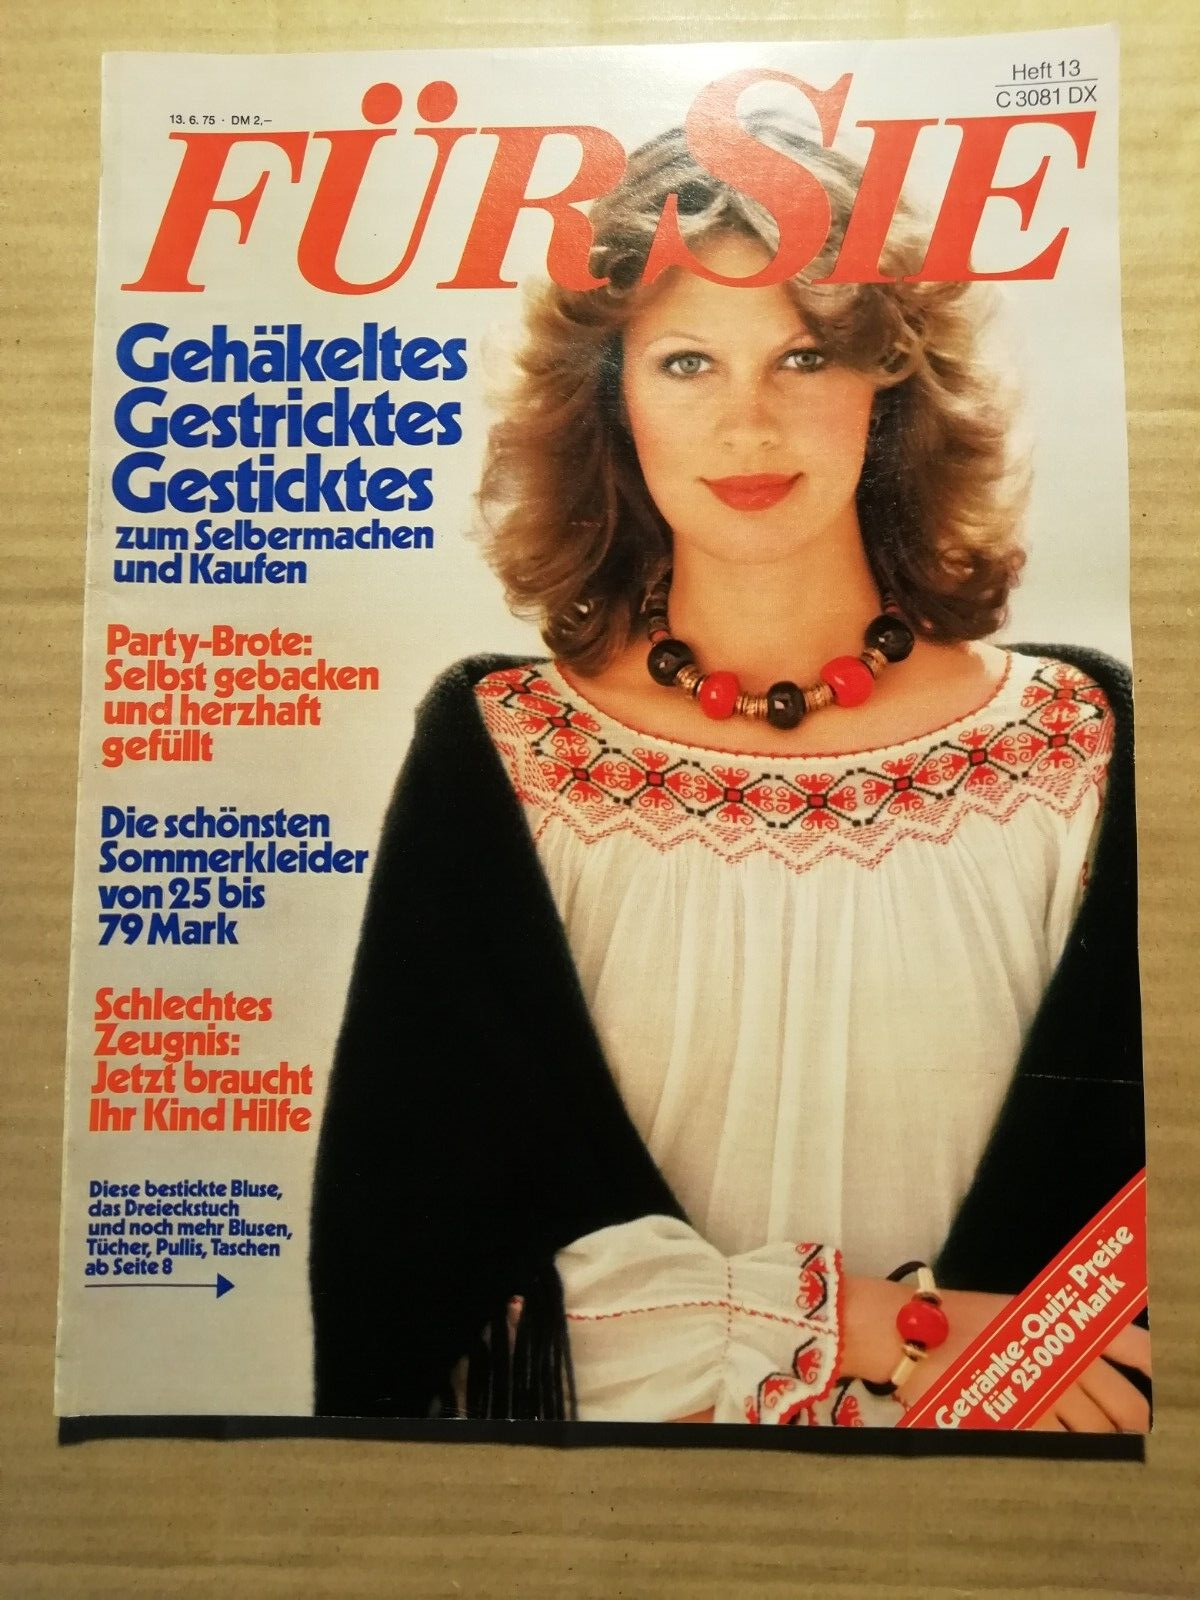 Heft 13
C 3081 DX
13. 6. 75 · DM 2,–
FÜR SIE
Gehäkeltes
Gestricktes
Gesticktes
zum Selbermachen
und Kaufen
Party-Brote:
Selbst gebacken
und herzhaft
gefüllt
Die schönsten
Sommerkleider
von 25 bis
79 Mark
Schlechtes
Zeugnis:
Jetzt braucht
Ihr Kind Hilfe
Diese bestickte Bluse,
das Dreieckstuch
und noch mehr Blusen,
Tücher, Pullis, Taschen
ab Seite 8
Getränke-Quiz: Preise
für 25000 Mark